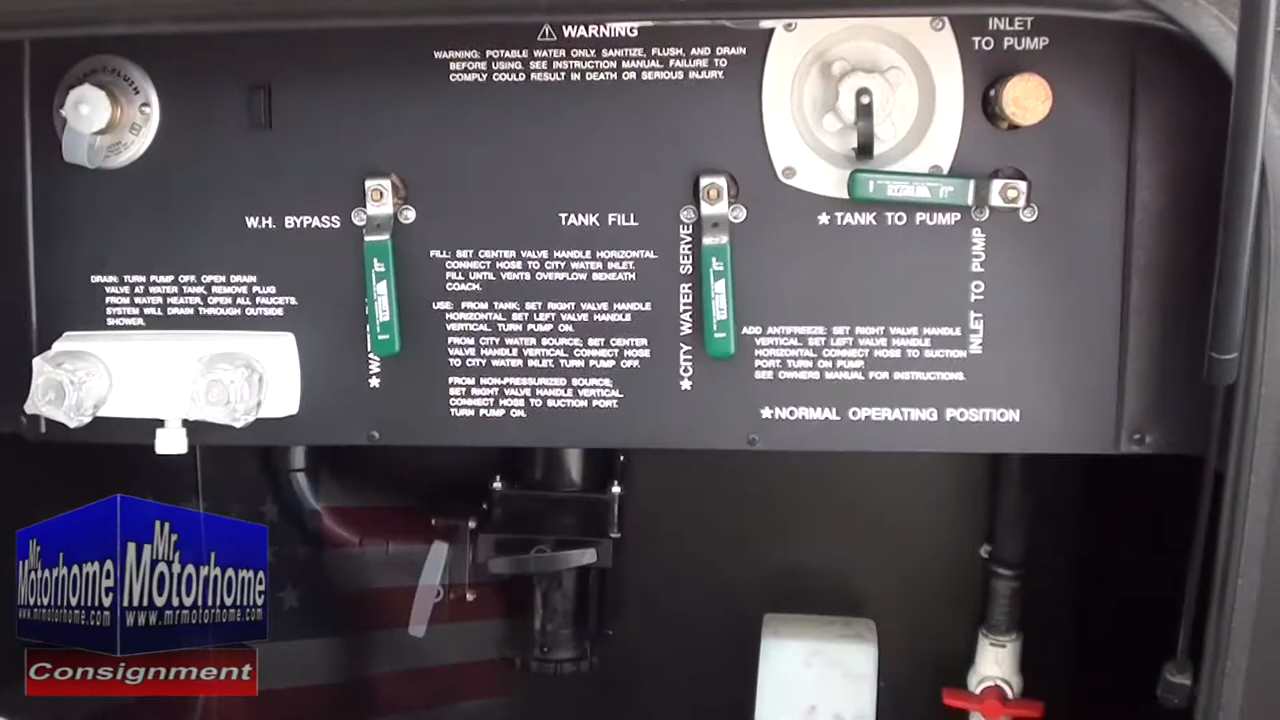 WARNING
WARNING: POTABLE WATER ONLY. SANITIZE, FLUSH, AND DRAIN
BEFORE USING. SEE INSTRUCTION MANUAL. FAILURE TO
COMPLY COULD RESULT IN DEATH OR SERIOUS INJURY.
INLET
TO PUMP
W.H. BYPASS
TANK FILL
*TANK TO PUMP
DRAIN: TURN PUMP OFF. OPEN DRAIN
VALVE AT WATER TANK, REMOVE PLUG
FROM WATER HEATER, OPEN ALL FAUCETS.
SYSTEM WILL DRAIN THROUGH OUTSIDE
SHOWER.
FILL: SET CENTER VALVE HANDLE HORIZONTAL.
CONNECT HOSE TO CITY WATER INLET.
FILL UNTIL VENTS OVERFLOW BENEATH
COACH.
USE: FROM TANK; SET RIGHT VALVE HANDLE
HORIZONTAL. SET LEFT VALVE HANDLE
VERTICAL. TURN PUMP ON.
FROM CITY WATER SOURCE; SET CENTER
VALVE HANDLE VERTICAL. CONNECT HOSE
TO CITY WATER INLET. TURN PUMP OFF.
FROM NON-PRESSURIZED SOURCE;
SET RIGHT VALVE HANDLE VERTICAL.
CONNECT HOSE TO SUCTION PORT.
TURN PUMP ON.
*CITY WATER SERVE
INLET TO PUMP
ADD ANTIFREEZE: SET RIGHT VALVE HANDLE
VERTICAL. SET LEFT VALVE HANDLE
HORIZONTAL. CONNECT HOSE TO SUCTION
PORT. TURN ON PUMP.
SEE OWNERS MANUAL FOR INSTRUCTIONS.
*NORMAL OPERATING POSITION
Mr
Motorhome
www.mrmotorhome.com
Mr
Motorhome
www.mrmotorhome.com
Consignment